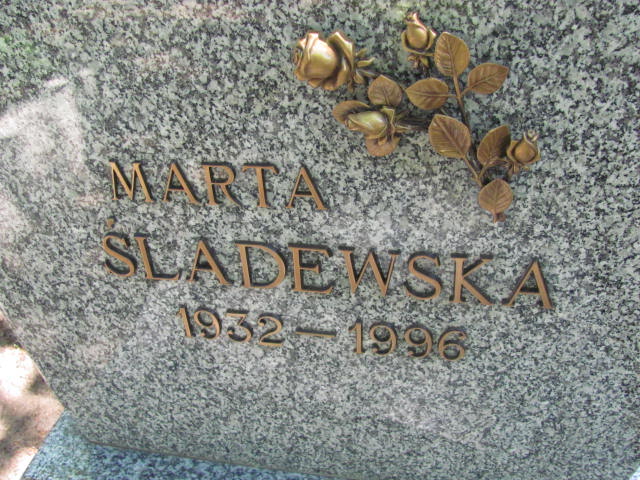 MARTA
ŚLADEWSKA
1932 — 1996